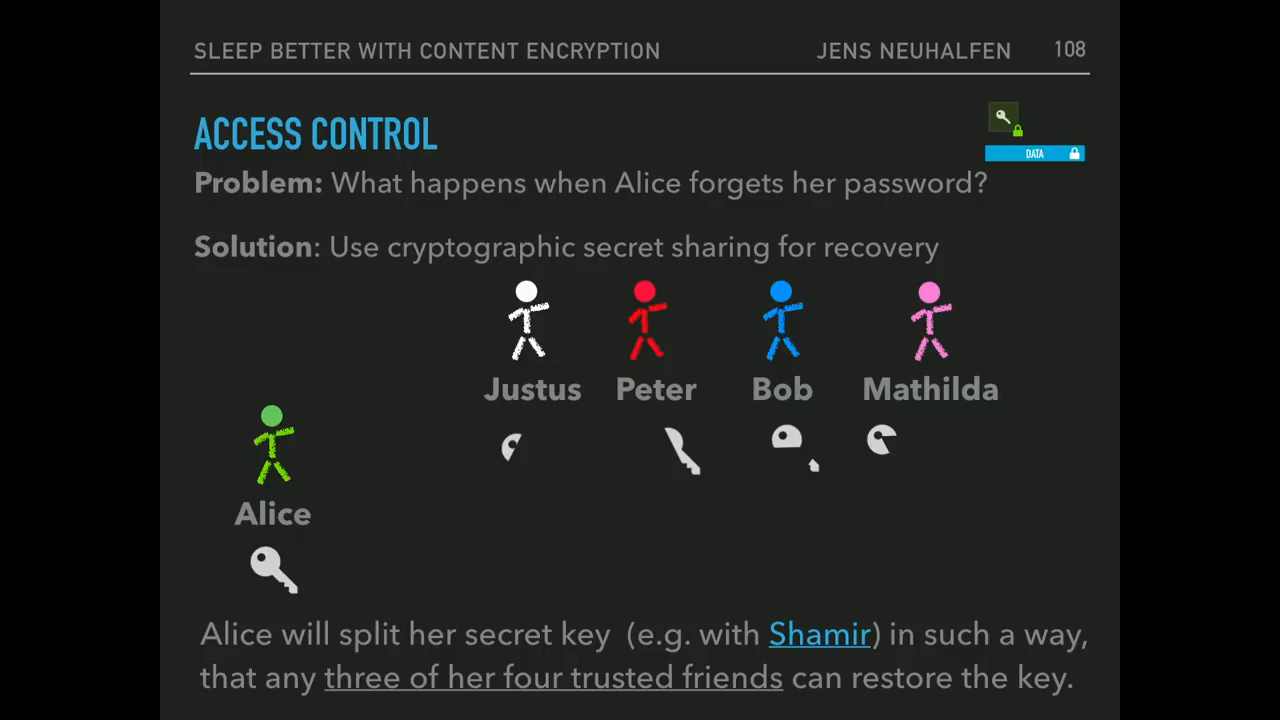 SLEEP BETTER WITH CONTENT ENCRYPTION JENS NEUHALFEN 108
ACCESS CONTROL
DATA
Problem: What happens when Alice forgets her password?
Solution: Use cryptographic secret sharing for recovery
Justus Peter Bob Mathilda
Alice
Alice will split her secret key (e.g. with Shamir) in such a way,
that any three of her four trusted friends can restore the key.